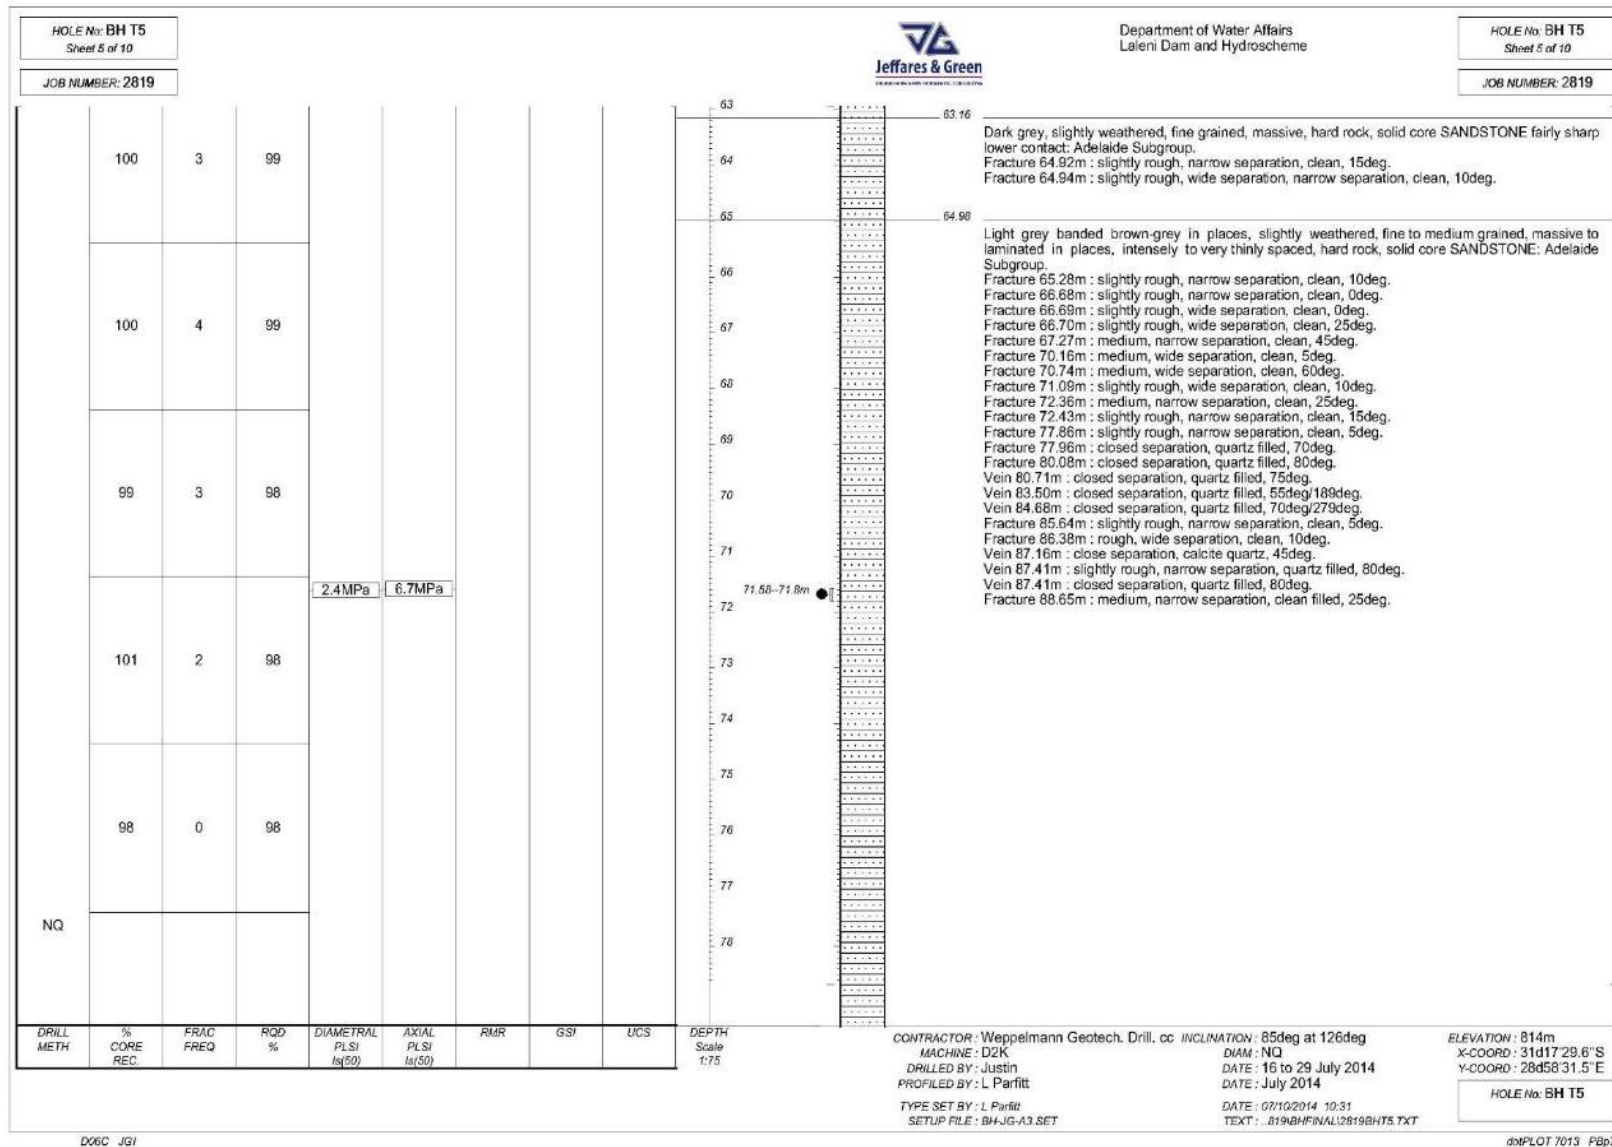 HOLE No: BH T5
Sheet 5 of 10
JOB NUMBER: 2819
Jeffares & Green
Department of Water Affairs
Laleni Dam and Hydroscheme
HOLE No: BH T5
Sheet 5 of 10
JOB NUMBER: 2819
63
63.16
Dark grey, slightly weathered, fine grained, massive, hard rock, solid core SANDSTONE fairly sharp
lower contact: Adelaide Subgroup.
100 3 99
64
Fracture 64.92m : slightly rough, narrow separation, clean, 15deg.
Fracture 64.94m : slightly rough, wide separation, narrow separation, clean, 10deg.
65
64.98
Light grey banded brown-grey in places, slightly weathered, fine to medium grained, massive to
laminated in places, intensely to very thinly spaced, hard rock, solid core SANDSTONE: Adelaide
Subgroup.
66
Fracture 65.28m : slightly rough, narrow separation, clean, 10deg.
Fracture 66.68m : slightly rough, narrow separation, clean, 0deg.
Fracture 66.69m : slightly rough, wide separation, clean, 0deg.
100 4 99
67
Fracture 66.70m : slightly rough, wide separation, clean, 25deg.
Fracture 67.27m : medium, narrow separation, clean, 45deg.
Fracture 70.16m : medium, wide separation, clean, 5deg.
Fracture 70.74m : medium, wide separation, clean, 60deg.
68
Fracture 71.09m : slightly rough, wide separation, clean, 10deg.
Fracture 72.36m : medium, narrow separation, clean, 25deg.
Fracture 72.43m : slightly rough, narrow separation, clean, 15deg.
Fracture 77.86m : slightly rough, narrow separation, clean, 5deg.
69
Fracture 77.96m : closed separation, quartz filled, 70deg.
Fracture 80.08m : closed separation, quartz filled, 80deg.
Vein 80.71m : closed separation, quartz filled, 75deg.
99 3 98
70
Vein 83.50m : closed separation, quartz filled, 55deg/189deg.
Vein 84.68m : closed separation, quartz filled, 70deg/279deg.
Fracture 85.64m : slightly rough, narrow separation, clean, 5deg.
Fracture 86.38m : rough, wide separation, clean, 10deg.
71
Vein 87.16m : close separation, calcite quartz, 45deg.
Vein 87.41m : slightly rough, narrow separation, quartz filled, 80deg.
Vein 87.41m : closed separation, quartz filled, 80deg.
2.4MPa 6.7MPa
71.58–71.8m
Fracture 88.65m : medium, narrow separation, clean filled, 25deg.
72
101 2 98
73
74
75
98 0 98
76
77
NQ
78
DRILL METH
% CORE REC.
FRAC FREQ
RQD %
DIAMETRAL PLSI Is(50)
AXIAL PLSI Is(50)
RMR
GSI
UCS
DEPTH Scale 1:75
CONTRACTOR : Weppelmann Geotech. Drill. cc INCLINATION : 85deg at 126deg ELEVATION : 814m
MACHINE : D2K DIAM : NQ X-COORD : 31d17'29.6"S
DRILLED BY : Justin DATE : 16 to 29 July 2014 Y-COORD : 28d58'31.5"E
PROFILED BY : L Parfitt DATE : July 2014
HOLE No: BH T5
TYPE SET BY : L Parfitt DATE : 07/10/2014 10:31
SETUP FILE : BH-JG-A3.SET TEXT : ..819\BHFINAL\2819BHT5.TXT
D06C JGI
dotPLOT 7013